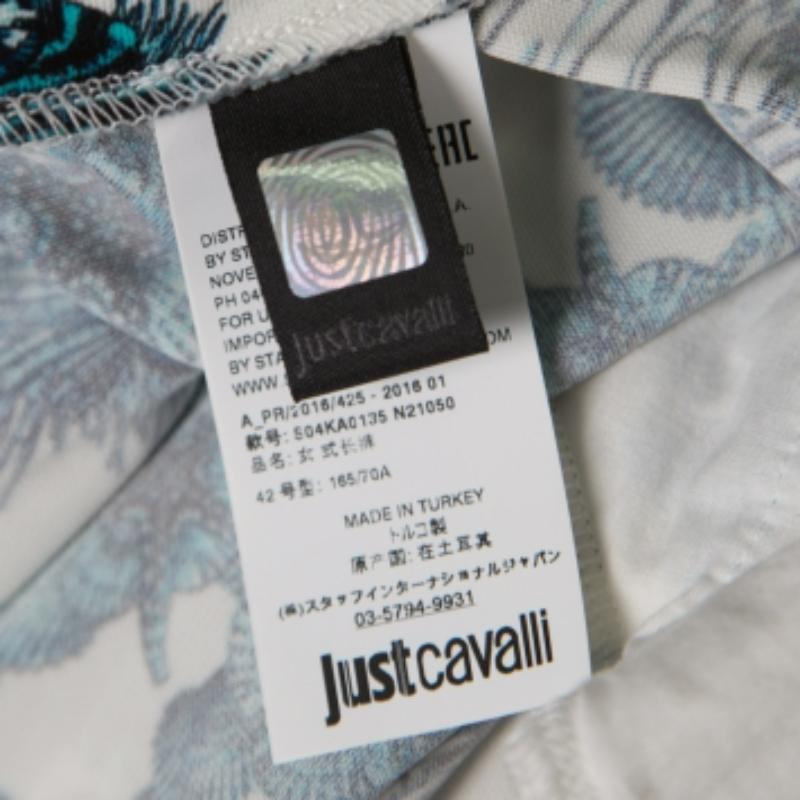 EAC
A.
DISTR
BY ST
NOVE
PH 04
FOR U
IMPOR
BY STA
WWW.S OM
justcavalli
A_PR/2016/425 - 2016 01
款号: S04KA0135 N21050
品名: 女式长裤
42 号型: 165/70A
MADE IN TURKEY
トルコ製
原产国: 在土耳其
(株)スタッフインターナショナルジャパン
03-5794-9931
justcavalli